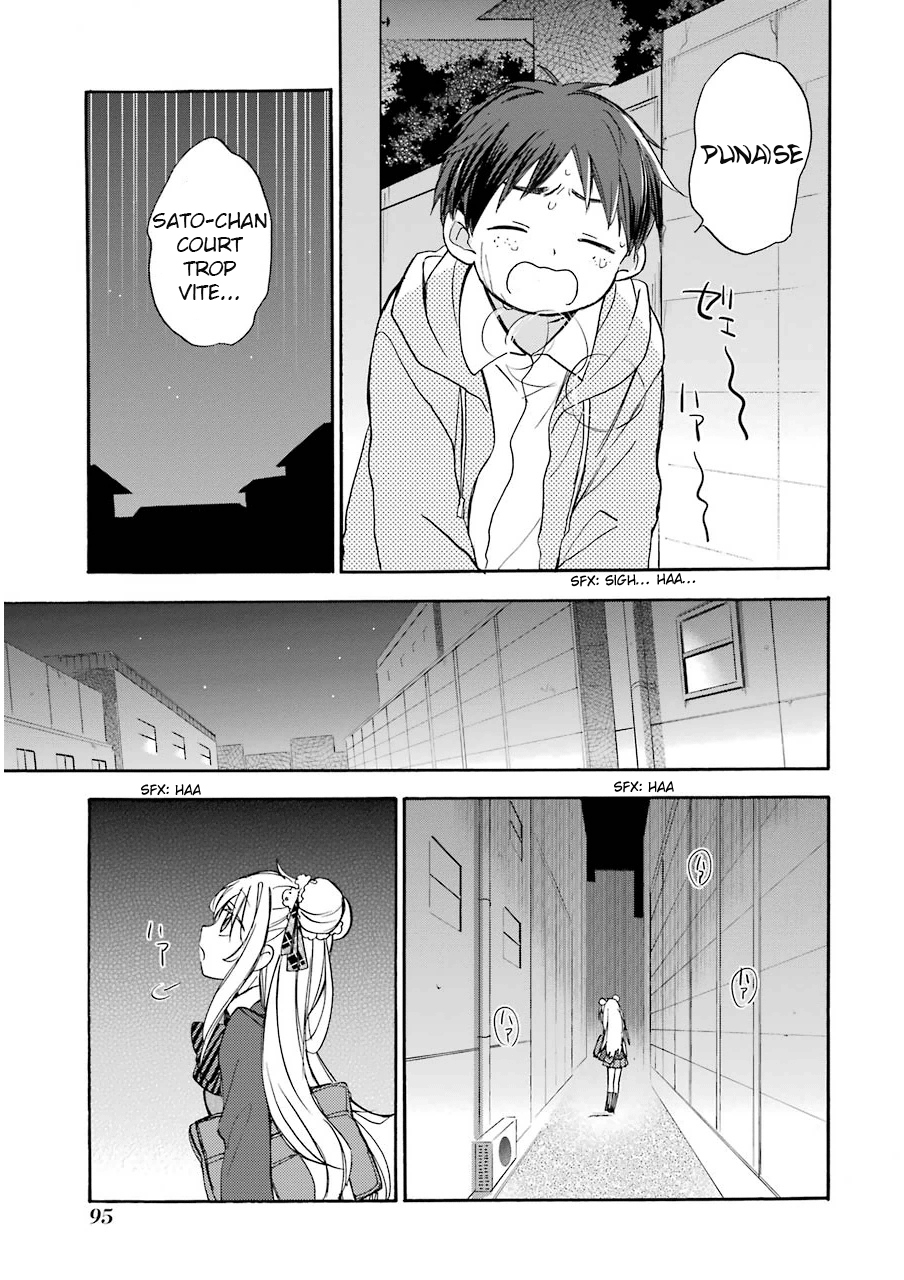 PUNAISE
ゼェ〜
ハァ〜
SFX: SIGH... HAA...
SATO-CHAN
COURT
TROP
VITE...
SFX: HAA
ハァ
ハァ
ハァ
SFX: HAA
ハァ
95